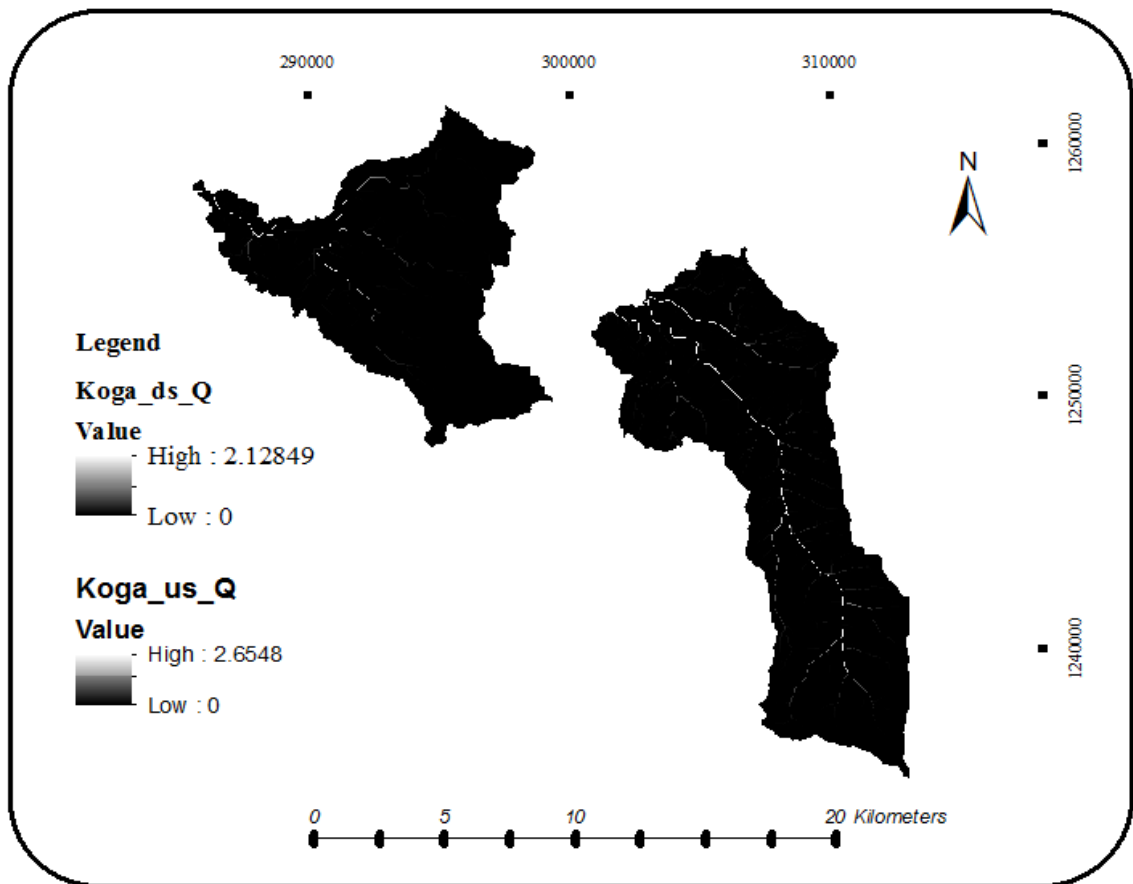 290000 300000 310000
1260000
N
1250000
Legend
Koga_ds_Q
Value
High : 2.12849
Low : 0
Koga_us_Q
Value
High : 2.6548
Low : 0
1240000
0 5 10 20 Kilometers